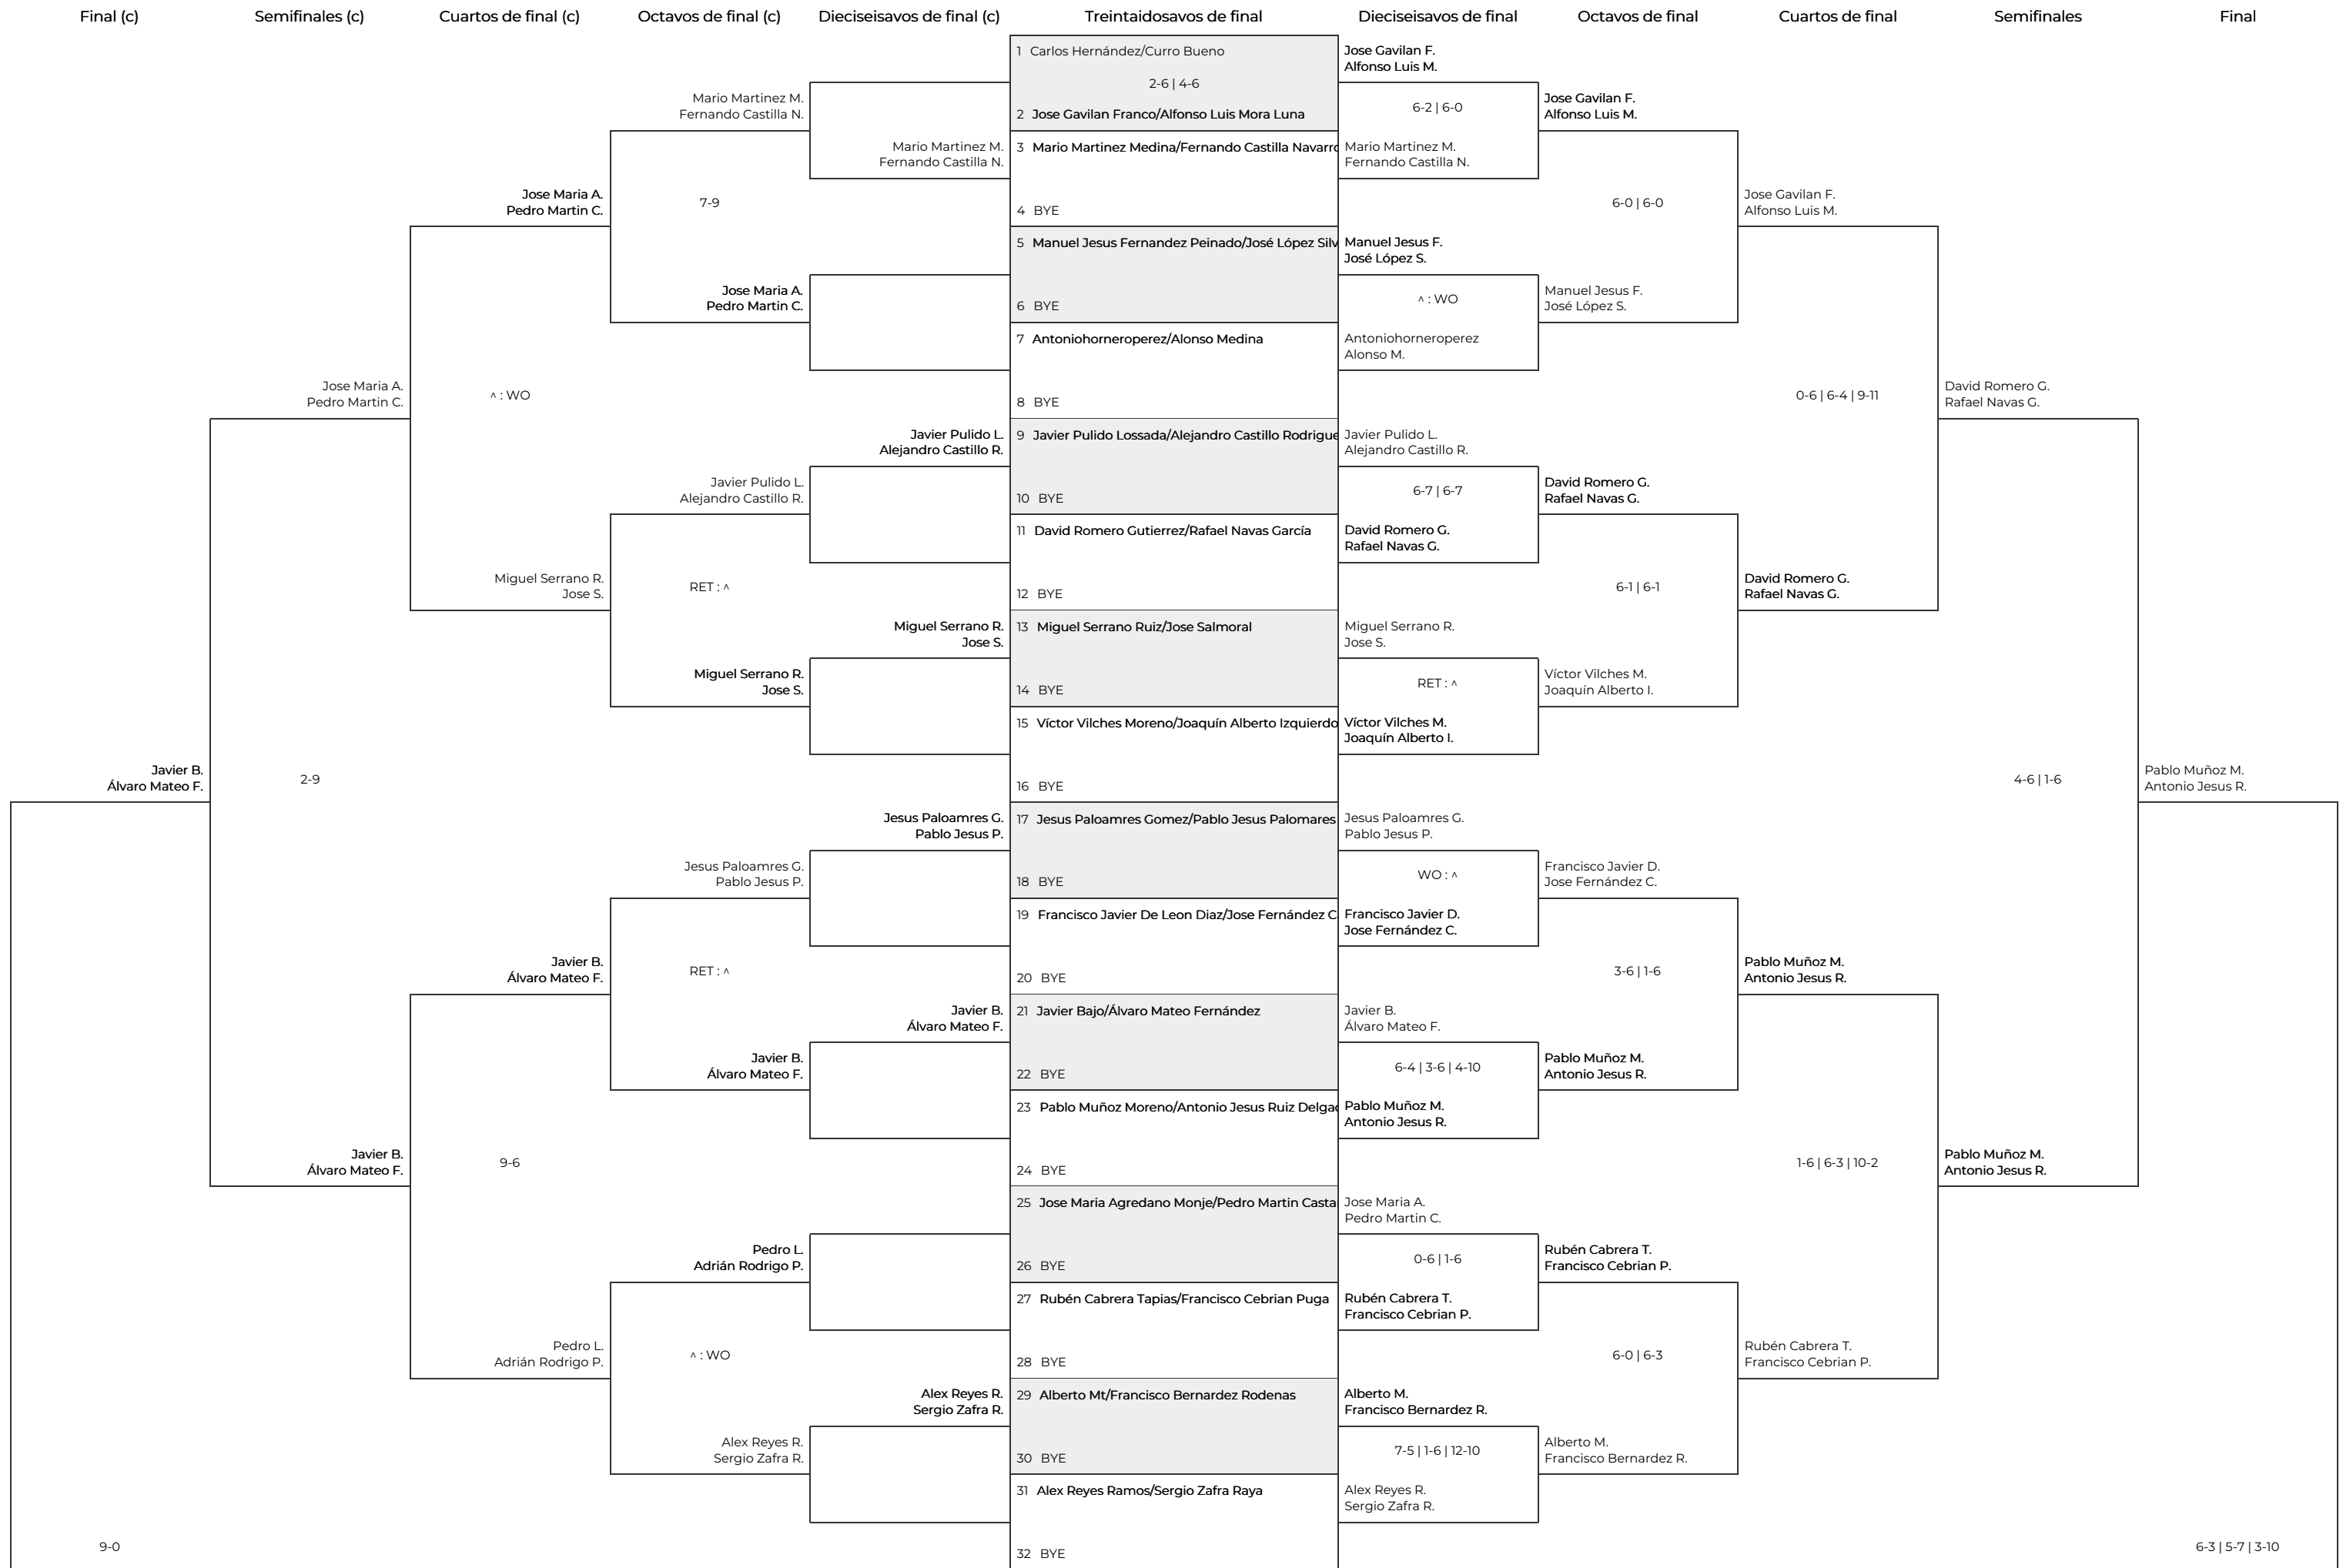 Final (c)
Semifinales (c)
Cuartos de final (c)
Octavos de final (c)
Dieciseisavos de final (c)
Treintaidosavos de final
Dieciseisavos de final
Octavos de final
Cuartos de final
Semifinales
Final
Javier B.
Álvaro Mateo F.
9-0
Jose Maria A.
Pedro Martin C.
2-9
Javier B.
Álvaro Mateo F.
Jose Maria A.
Pedro Martin C.
^ : WO
Miguel Serrano R.
Jose S.
Javier B.
Álvaro Mateo F.
9-6
Pedro L.
Adrián Rodrigo P.
Mario Martinez M.
Fernando Castilla N.
7-9
Jose Maria A.
Pedro Martin C.
Javier Pulido L.
Alejandro Castillo R.
RET : ^
Miguel Serrano R.
Jose S.
Jesus Paloamres G.
Pablo Jesus P.
RET : ^
Javier B.
Álvaro Mateo F.
Pedro L.
Adrián Rodrigo P.
^ : WO
Alex Reyes R.
Sergio Zafra R.
Mario Martinez M.
Fernando Castilla N.
Javier Pulido L.
Alejandro Castillo R.
Miguel Serrano R.
Jose S.
Jesus Paloamres G.
Pablo Jesus P.
Javier B.
Álvaro Mateo F.
Alex Reyes R.
Sergio Zafra R.
1 Carlos Hernández/Curro Bueno
2-6 | 4-6
2 Jose Gavilan Franco/Alfonso Luis Mora Luna
3 Mario Martinez Medina/Fernando Castilla Navarro
4 BYE
5 Manuel Jesus Fernandez Peinado/José López Silv
6 BYE
7 Antoniohorneroperez/Alonso Medina
8 BYE
9 Javier Pulido Lossada/Alejandro Castillo Rodrigue
10 BYE
11 David Romero Gutierrez/Rafael Navas García
12 BYE
13 Miguel Serrano Ruiz/Jose Salmoral
14 BYE
15 Víctor Vilches Moreno/Joaquín Alberto Izquierdo
16 BYE
17 Jesus Paloamres Gomez/Pablo Jesus Palomares
18 BYE
19 Francisco Javier De Leon Diaz/Jose Fernández C
20 BYE
21 Javier Bajo/Álvaro Mateo Fernández
22 BYE
23 Pablo Muñoz Moreno/Antonio Jesus Ruiz Delgad
24 BYE
25 Jose Maria Agredano Monje/Pedro Martin Casta
26 BYE
27 Rubén Cabrera Tapias/Francisco Cebrian Puga
28 BYE
29 Alberto Mt/Francisco Bernardez Rodenas
30 BYE
31 Alex Reyes Ramos/Sergio Zafra Raya
32 BYE
Jose Gavilan F.
Alfonso Luis M.
6-2 | 6-0
Mario Martinez M.
Fernando Castilla N.
Manuel Jesus F.
José López S.
^ : WO
Antoniohorneroperez
Alonso M.
Javier Pulido L.
Alejandro Castillo R.
6-7 | 6-7
David Romero G.
Rafael Navas G.
Miguel Serrano R.
Jose S.
RET : ^
Víctor Vilches M.
Joaquín Alberto I.
Jesus Paloamres G.
Pablo Jesus P.
WO : ^
Francisco Javier D.
Jose Fernández C.
Javier B.
Álvaro Mateo F.
6-4 | 3-6 | 4-10
Pablo Muñoz M.
Antonio Jesus R.
Jose Maria A.
Pedro Martin C.
0-6 | 1-6
Rubén Cabrera T.
Francisco Cebrian P.
Alberto M.
Francisco Bernardez R.
7-5 | 1-6 | 12-10
Alex Reyes R.
Sergio Zafra R.
Jose Gavilan F.
Alfonso Luis M.
6-0 | 6-0
Manuel Jesus F.
José López S.
David Romero G.
Rafael Navas G.
6-1 | 6-1
Víctor Vilches M.
Joaquín Alberto I.
Francisco Javier D.
Jose Fernández C.
3-6 | 1-6
Pablo Muñoz M.
Antonio Jesus R.
Rubén Cabrera T.
Francisco Cebrian P.
6-0 | 6-3
Alberto M.
Francisco Bernardez R.
Jose Gavilan F.
Alfonso Luis M.
0-6 | 6-4 | 9-11
David Romero G.
Rafael Navas G.
Pablo Muñoz M.
Antonio Jesus R.
1-6 | 6-3 | 10-2
Rubén Cabrera T.
Francisco Cebrian P.
David Romero G.
Rafael Navas G.
4-6 | 1-6
Pablo Muñoz M.
Antonio Jesus R.
Pablo Muñoz M.
Antonio Jesus R.
6-3 | 5-7 | 3-10